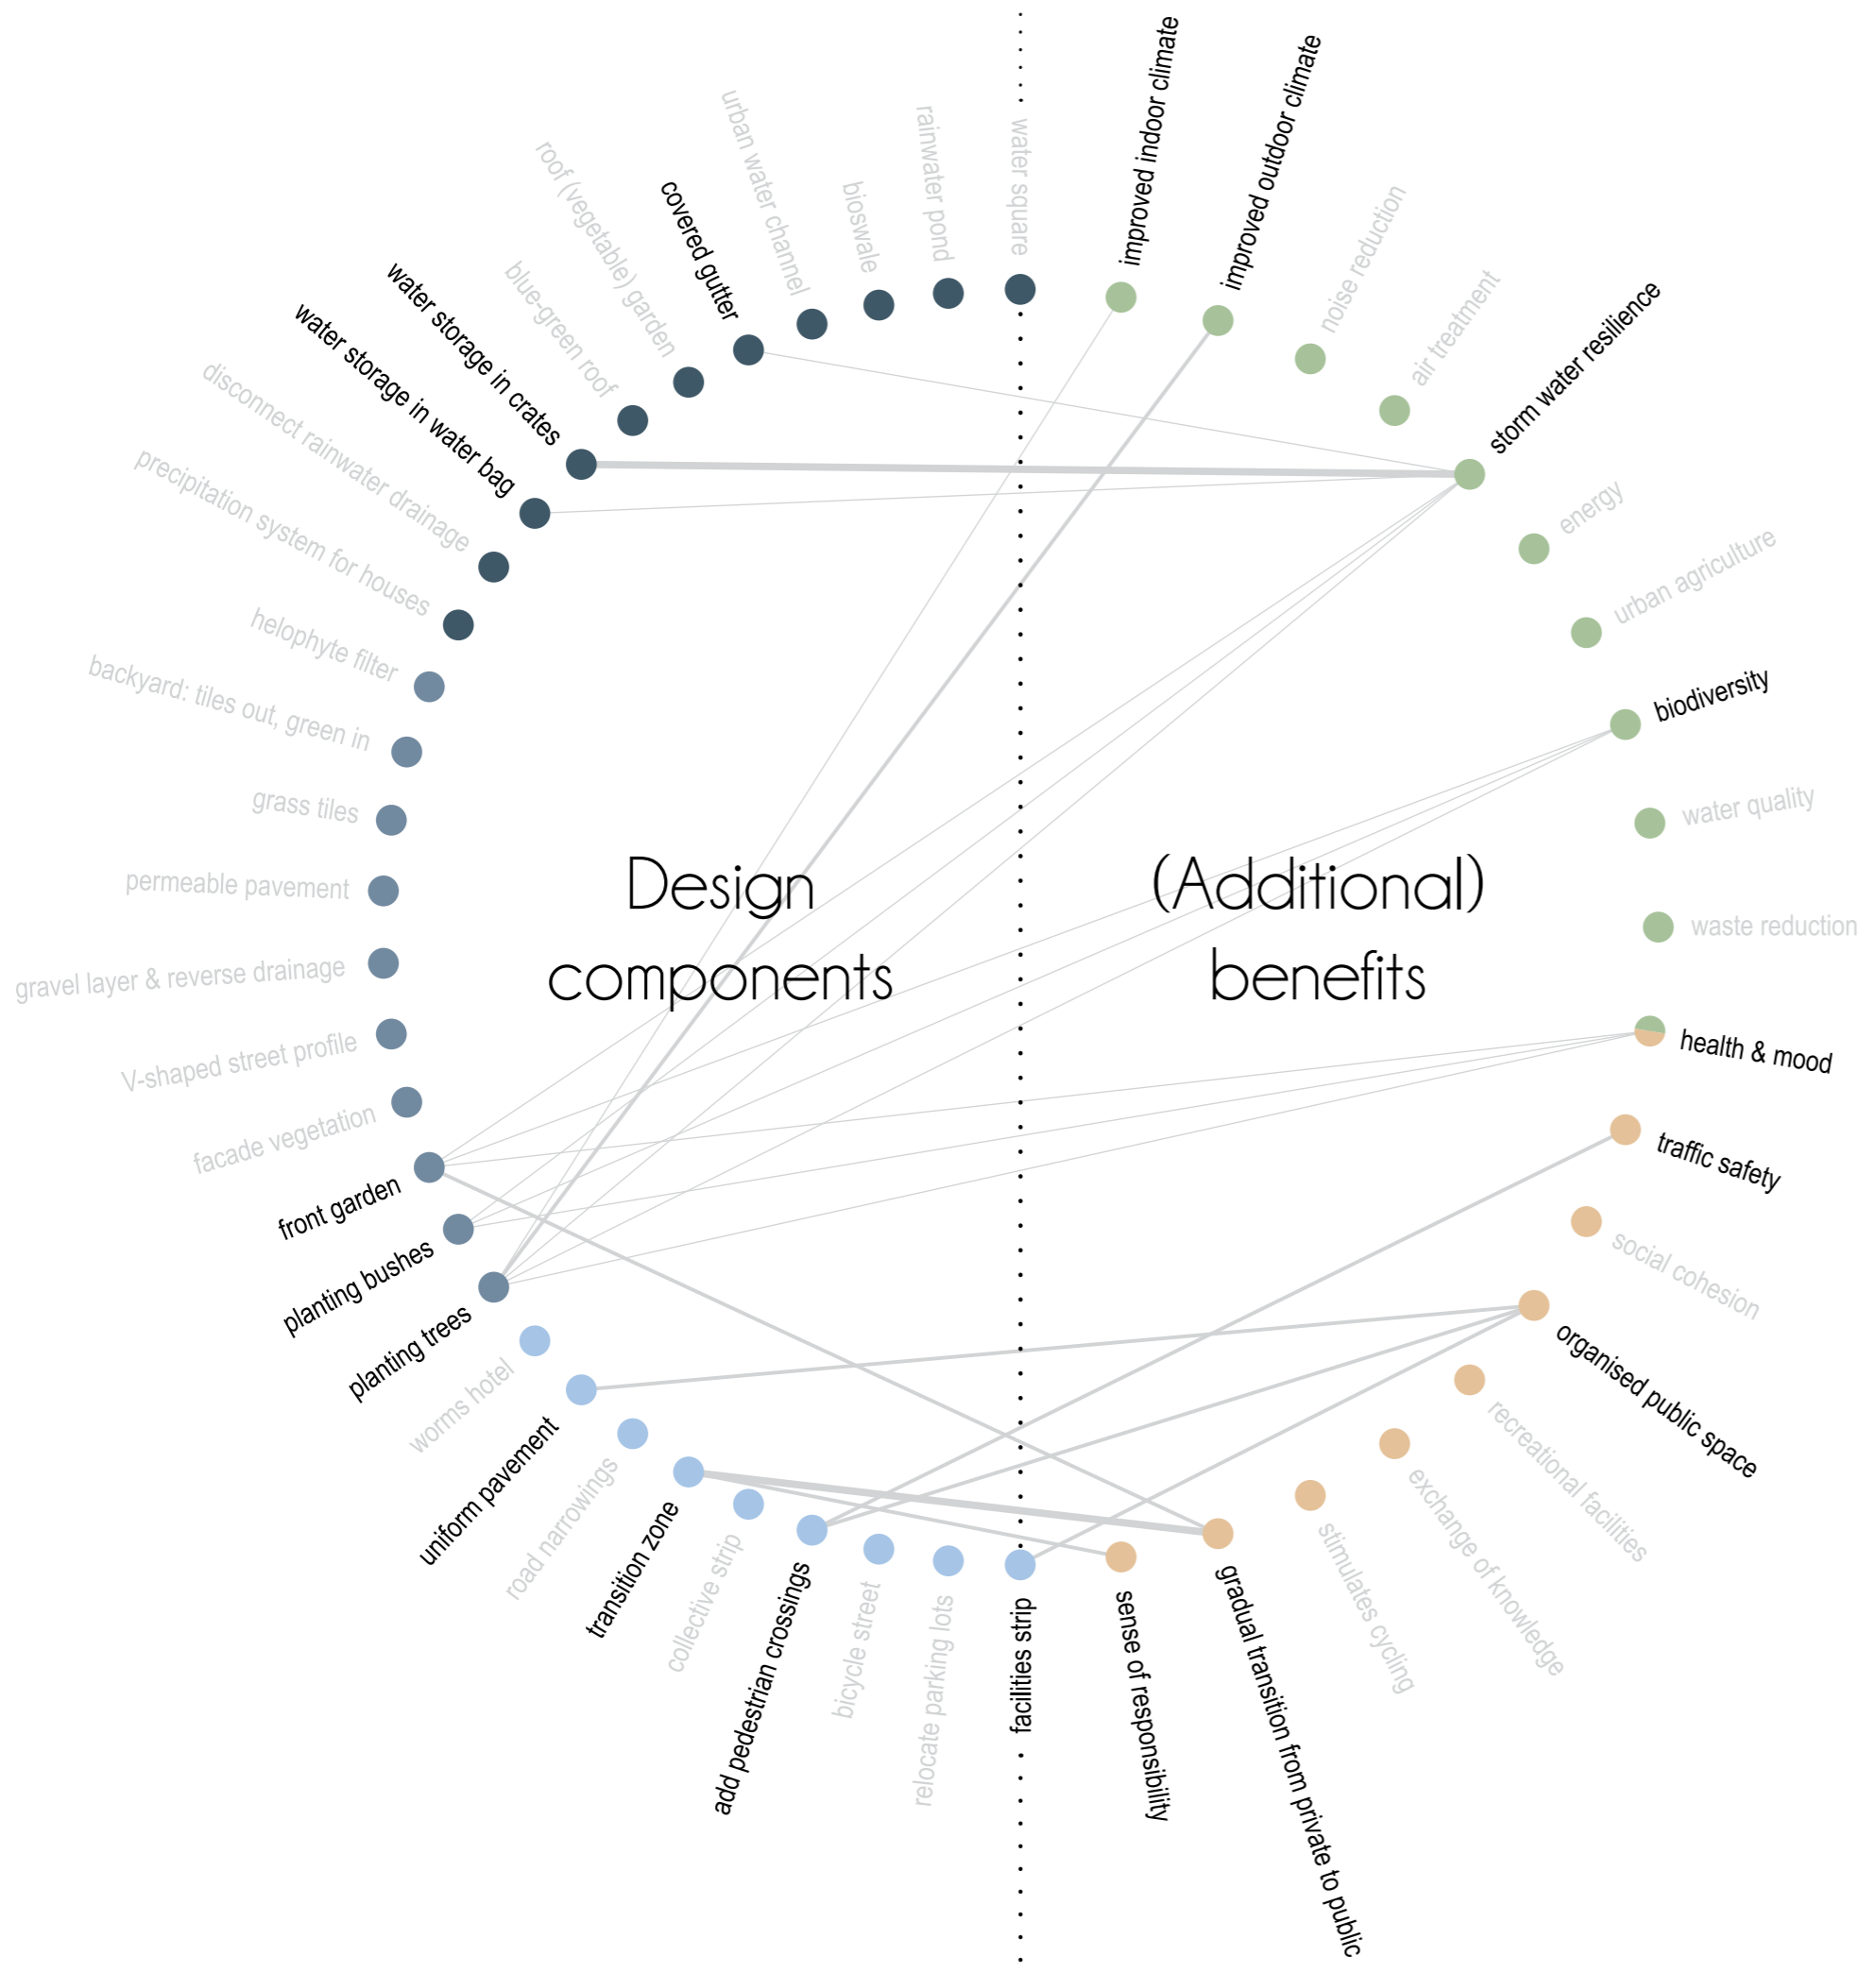 water square
rainwater pond
bioswale
urban water channel
covered gutter
roof (vegetable) garden
blue-green roof
water storage in crates
water storage in water bag
disconnect rainwater drainage
precipitation system for houses
helophyte filter
backyard: tiles out, green in
grass tiles
permeable pavement
gravel layer & reverse drainage
V-shaped street profile
facade vegetation
front garden
planting bushes
planting trees
worms hotel
uniform pavement
road narrowings
transition zone
collective strip
add pedestrian crossings
bicycle street
relocate parking lots
facilities strip
Design
components
(Additional)
benefits
improved indoor climate
improved outdoor climate
noise reduction
air treatment
storm water resilience
energy
urban agriculture
biodiversity
water quality
waste reduction
health & mood
traffic safety
social cohesion
organised public space
recreational facilities
exchange of knowledge
stimulates cycling
gradual transition from private to public
sense of responsibility